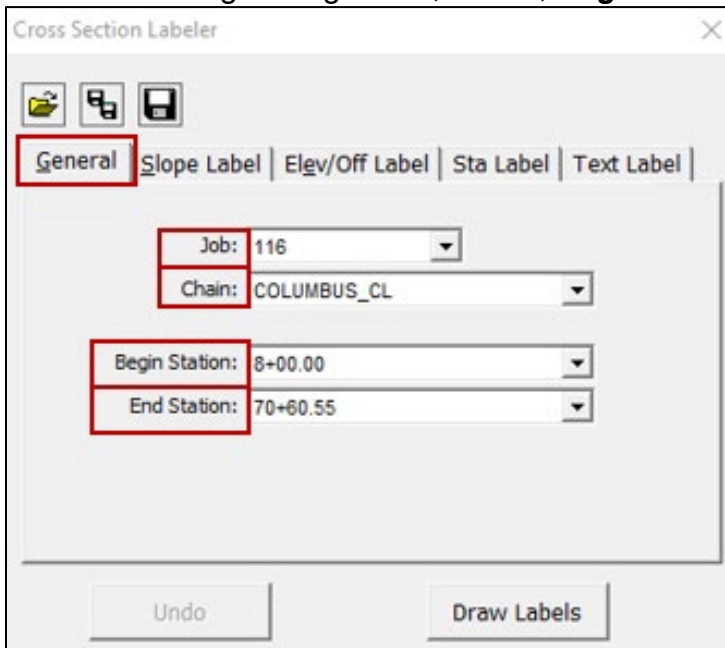 Cross Section Labeler
General Slope Label Elev/Off Label Sta Label Text Label
Job: 116
Chain: COLUMBUS_CL
Begin Station: 8+00.00
End Station: 70+60.55
Undo Draw Labels